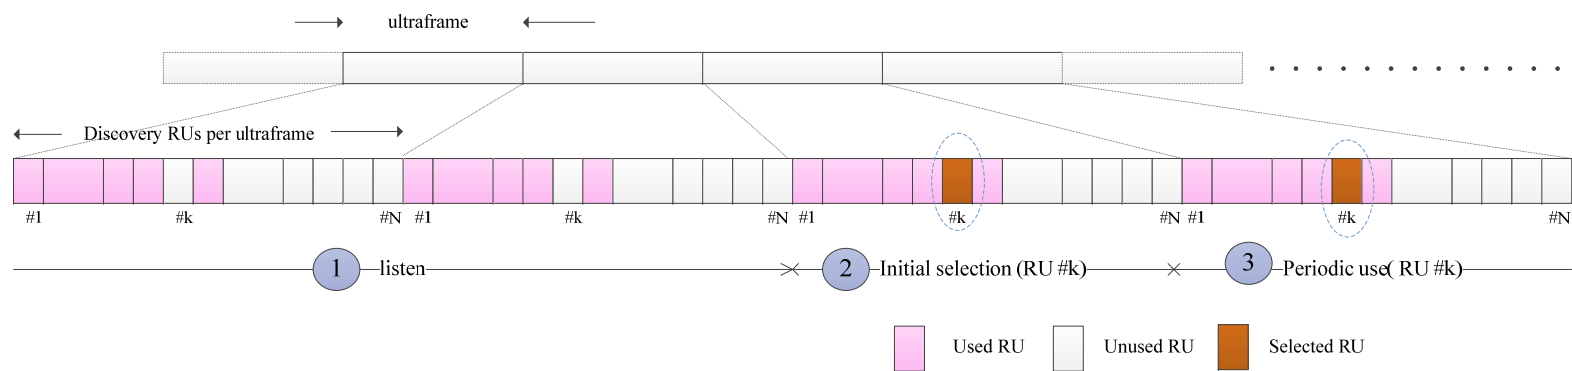 ultraframe
Discovery RUs per ultraframe
#1 #k #N #1 #k #N #1 #k #N #1 #k #N
1 listen 2 Initial selection (RU #k) 3 Periodic use( RU #k)
Used RU Unused RU Selected RU